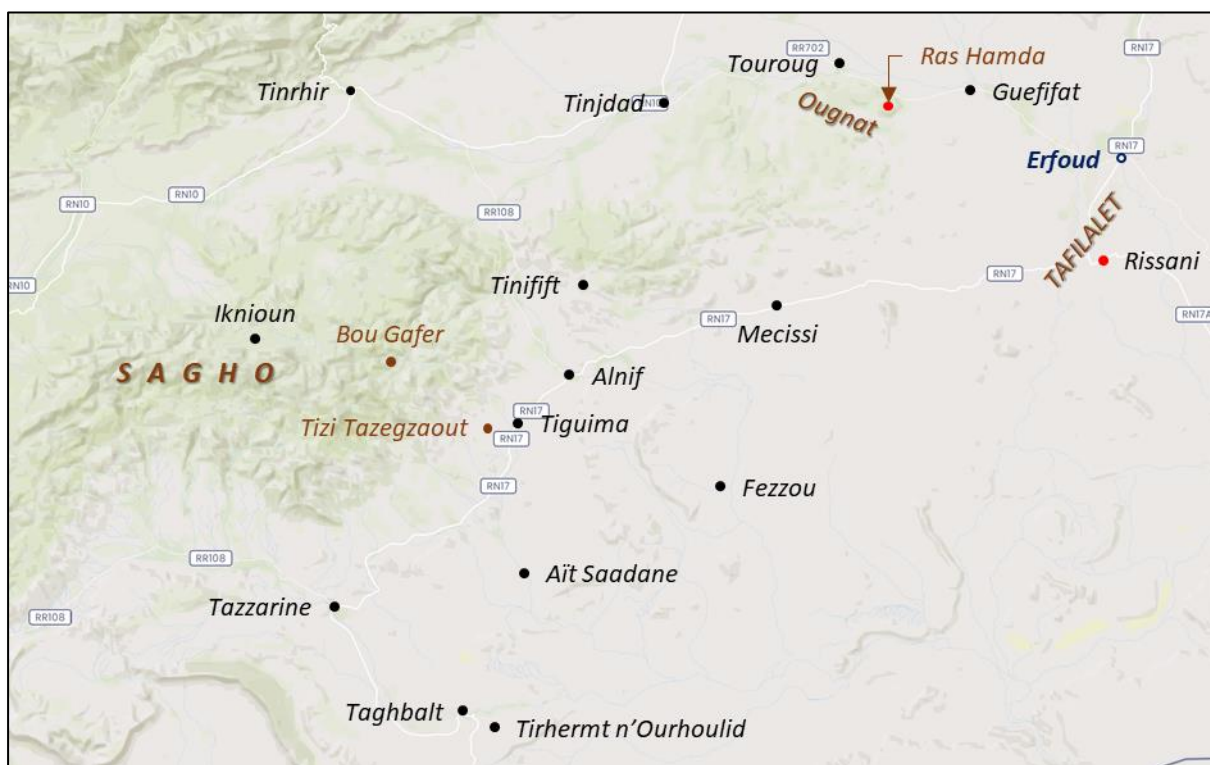 RR702
RN17
Touroug
Ras Hamda
Tinrhir
Tinjdad
RN10
Ougnat
Guefifat
RN17
Erfoud
RN10
RN10
RR108
TAFILALET
Rissani
RN10
Tinifift
RN17
RN17A
Iknioun
Bou Gafer
RN17
Mecissi
SAGHO
Alnif
RN17
Tizi Tazegzaout
Tiguima
RN17
RN17
Fezzou
RR108
Aït Saadane
Tazzarine
RR108
Taghbalt
Tirhermt n’Ourhoulid